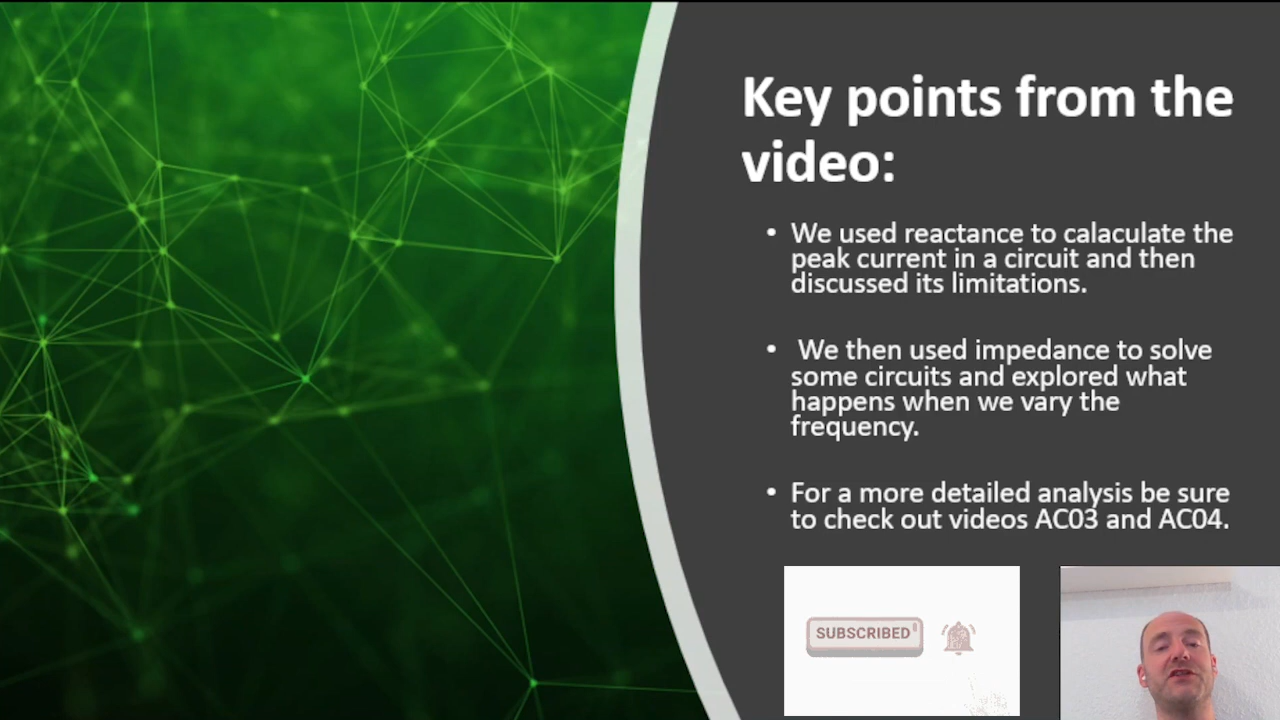 Key points from the
video:
• We used reactance to calaculate the
peak current in a circuit and then
discussed its limitations.
• We then used impedance to solve
some circuits and explored what
happens when we vary the
frequency.
• For a more detailed analysis be sure
to check out videos AC03 and AC04.
SUBSCRIBED